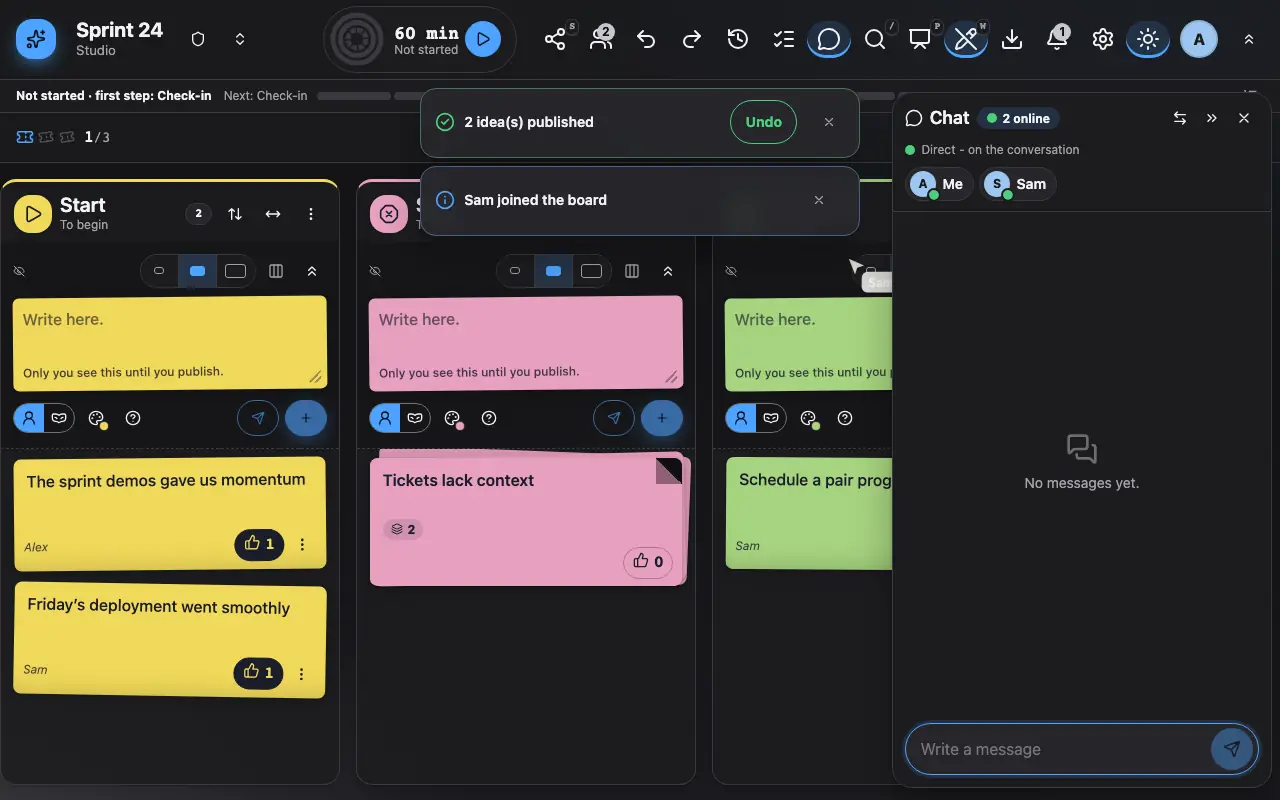 Sprint 24
Studio
60 min
Not started
S
2
/
P
W
1
A
Not started · first step: Check-in
Next: Check-in
1/3
2 idea(s) published
Undo
Sam joined the board
Chat
2 online
Direct - on the conversation
A Me
S Sam
Start
To begin
2
Write here.
Only you see this until you publish.
Write here.
Only you see this until you publish.
Write here.
Only you see this until you
The sprint demos gave us momentum
Alex
1
Friday’s deployment went smoothly
Sam
1
Tickets lack context
2
0
Schedule a pair prog
Sam
No messages yet.
Write a message